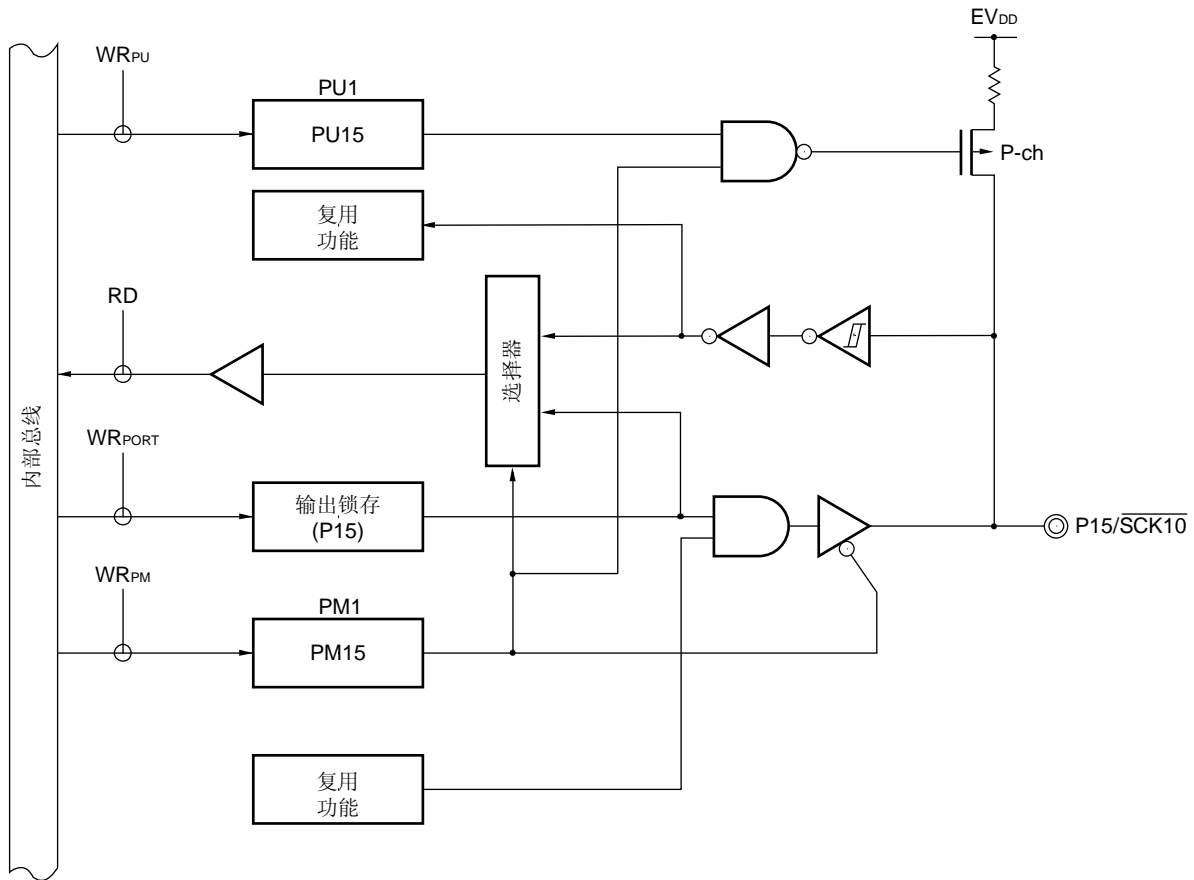 EVDD
WRPU
PU1
PU15
P-ch
复用
功能
RD
选择器
内部总线
WRPORT
输出锁存
(P15)
P15/SCK10
WRPM
PM1
PM15
复用
功能